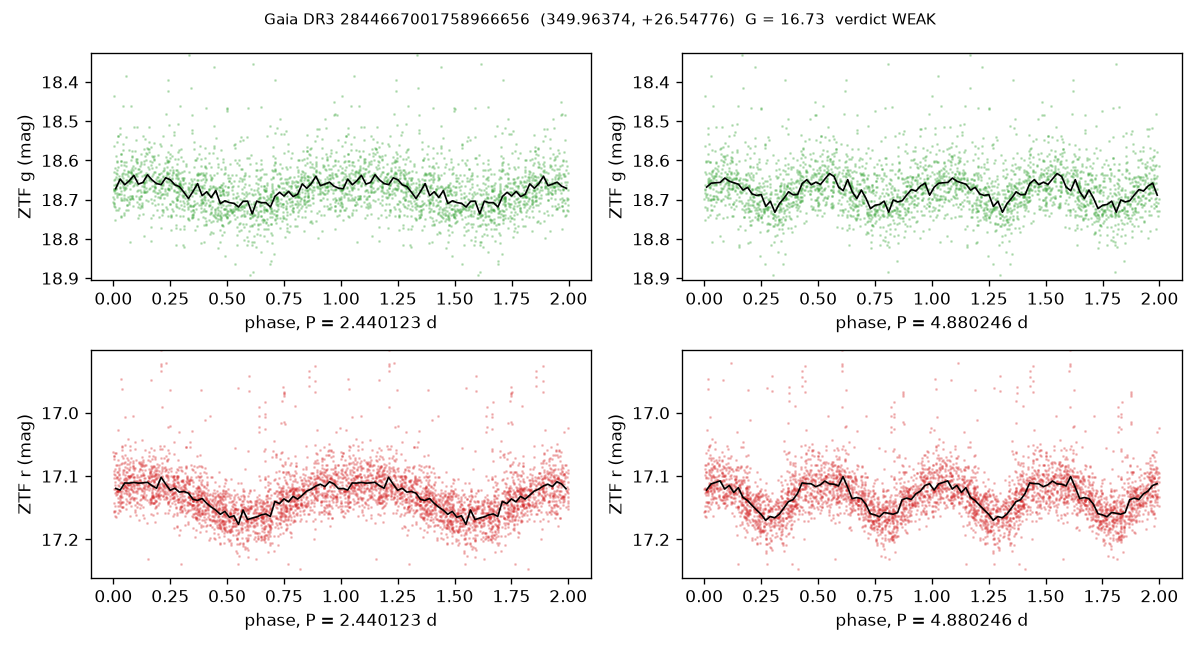 Gaia DR3 2844667001758966656 (349.96374, +26.54776) G = 16.73 verdict WEAK
ZTF g (mag)
18.4
18.5
18.6
18.7
18.8
18.9
0.00 0.25 0.50 0.75 1.00 1.25 1.50 1.75 2.00
phase, P = 2.440123 d
ZTF g (mag)
18.4
18.5
18.6
18.7
18.8
18.9
0.00 0.25 0.50 0.75 1.00 1.25 1.50 1.75 2.00
phase, P = 4.880246 d
ZTF r (mag)
17.0
17.1
17.2
0.00 0.25 0.50 0.75 1.00 1.25 1.50 1.75 2.00
phase, P = 2.440123 d
ZTF r (mag)
17.0
17.1
17.2
0.00 0.25 0.50 0.75 1.00 1.25 1.50 1.75 2.00
phase, P = 4.880246 d